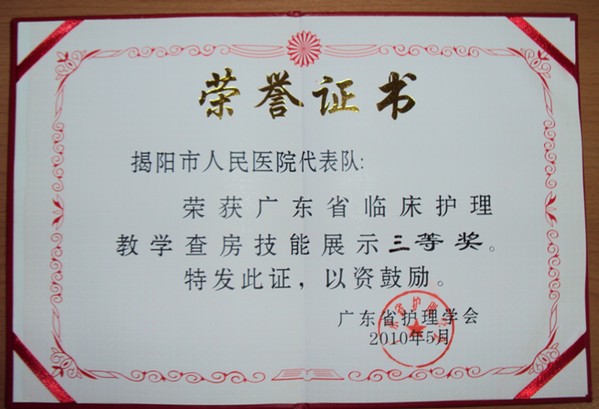 荣誉证书
揭阳市人民医院代表队:
荣获广东省临床护理
教学查房技能展示三等奖。
特发此证，以资鼓励。
广东省护理学会
2010年5月